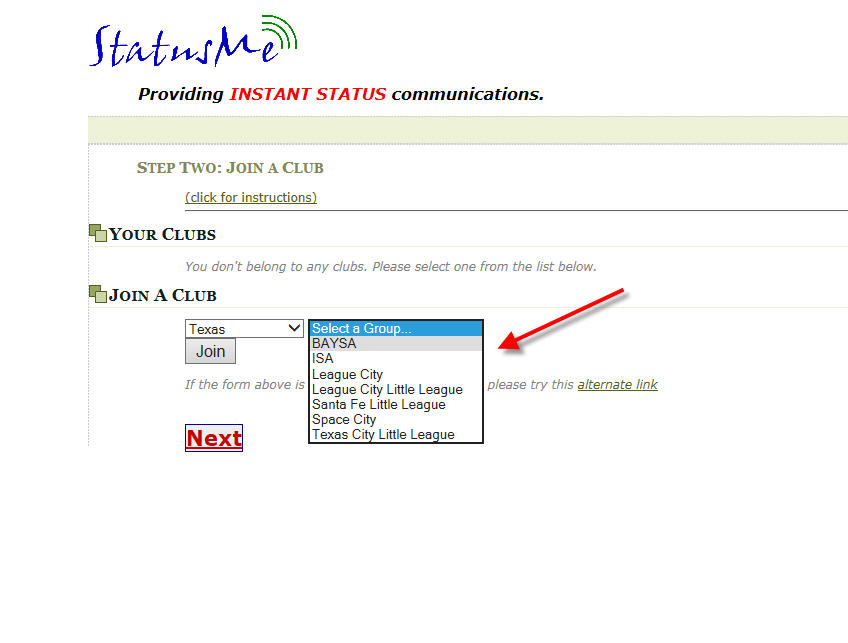 StatusMe
Providing INSTANT STATUS communications.
STEP TWO: JOIN A CLUB
(click for instructions)
YOUR CLUBS
You don't belong to any clubs. Please select one from the list below.
JOIN A CLUB
Texas
Select a Group...
BAYSA
ISA
League City
League City Little League
Santa Fe Little League
Space City
Texas City Little League
Join
If the form above is please try this alternate link
Next